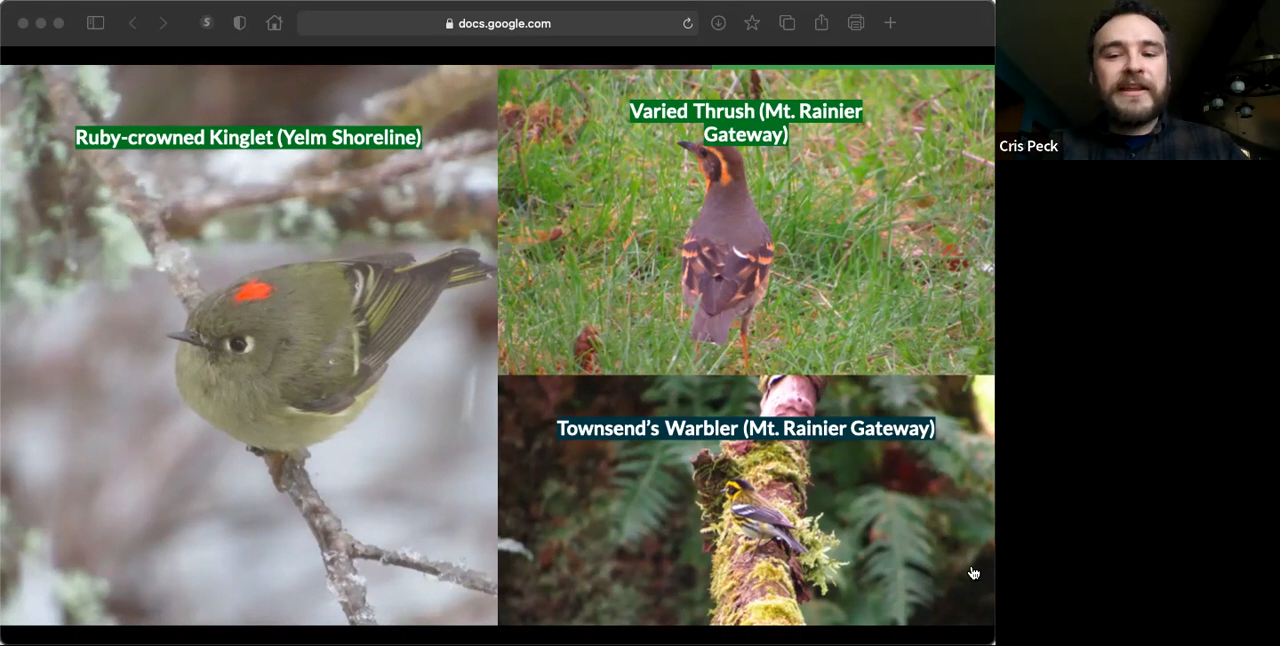 docs.google.com
Ruby-crowned Kinglet (Yelm Shoreline)
Varied Thrush (Mt. Rainier
Gateway)
Townsend's Warbler (Mt. Rainier Gateway)
Cris Peck